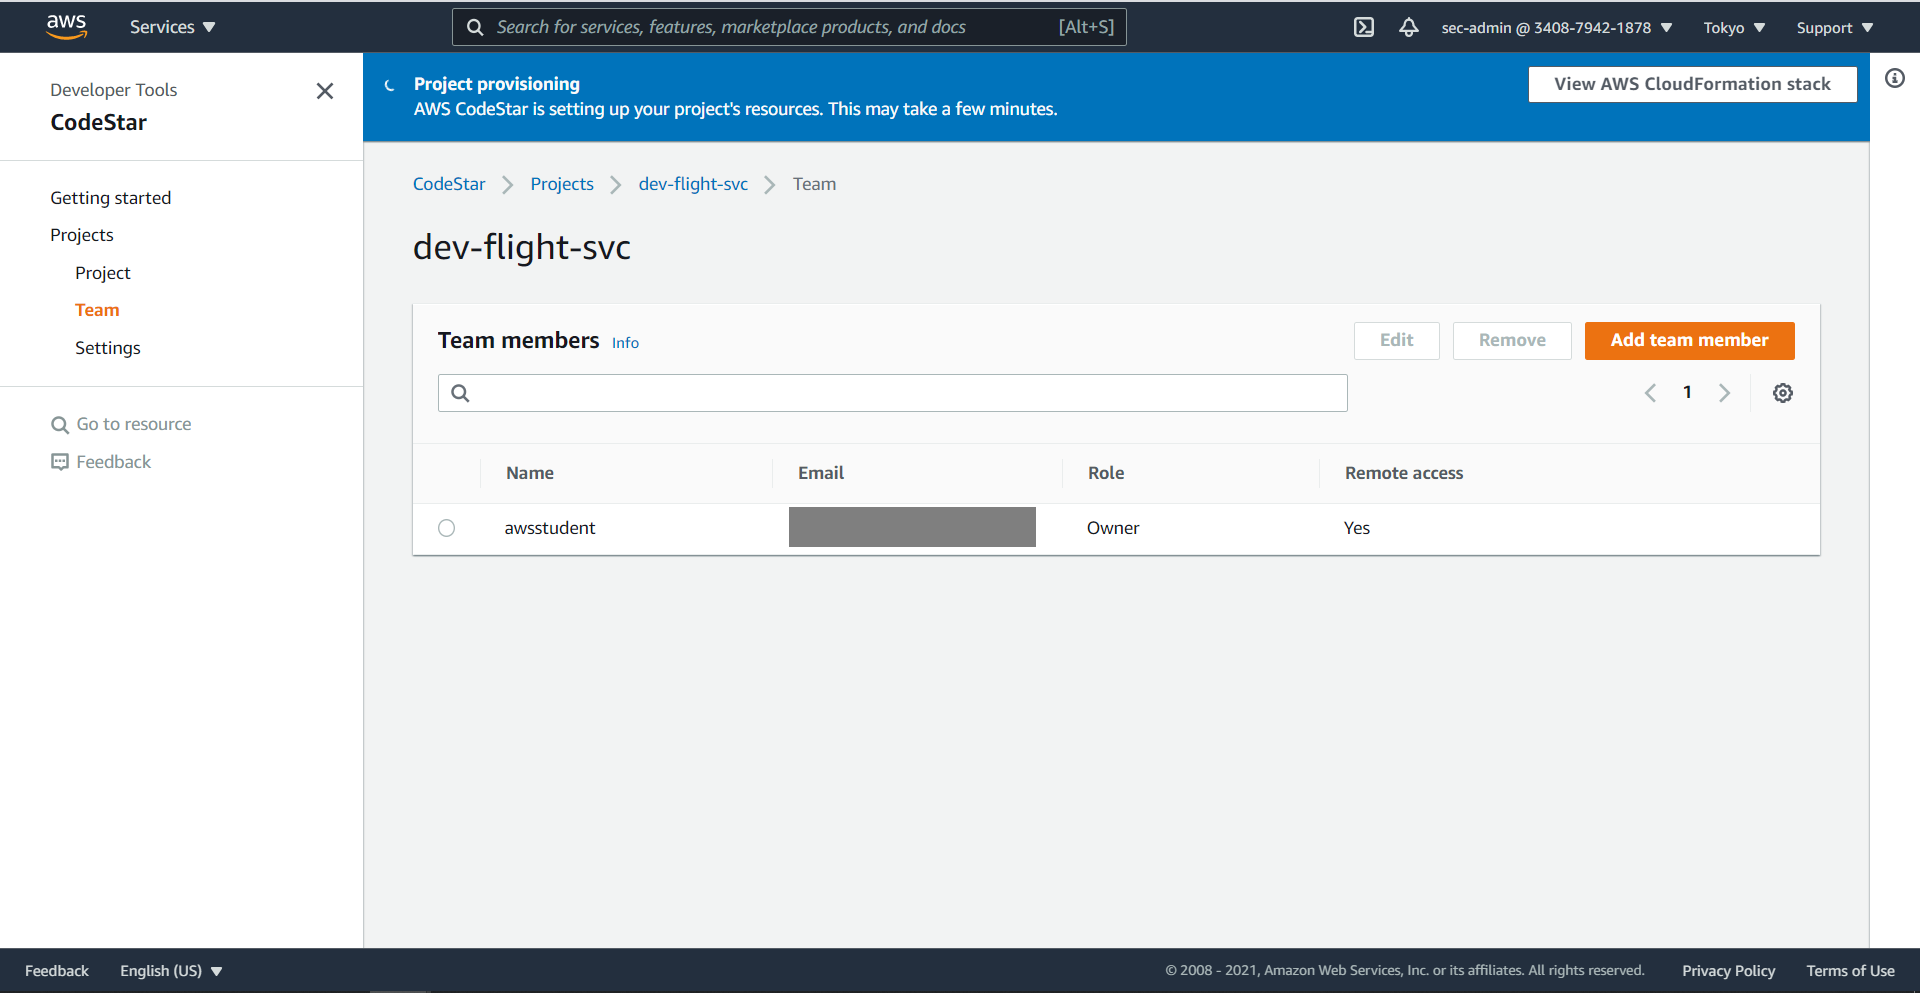 aws
Services
Search for services, features, marketplace products, and docs [Alt+S]
sec-admin @ 3408-7942-1878
Tokyo
Support
Developer Tools
CodeStar
Getting started
Projects
Project
Team
Settings
Go to resource
Feedback
Project provisioning
AWS CodeStar is setting up your project's resources. This may take a few minutes.
View AWS CloudFormation stack
CodeStar Projects dev-flight-svc Team
dev-flight-svc
Team members Info
Edit Remove Add team member
1
Name Email Role Remote access
awsstudent Owner Yes
Feedback English (US) © 2008 - 2021, Amazon Web Services, Inc. or its affiliates. All rights reserved. Privacy Policy Terms of Use